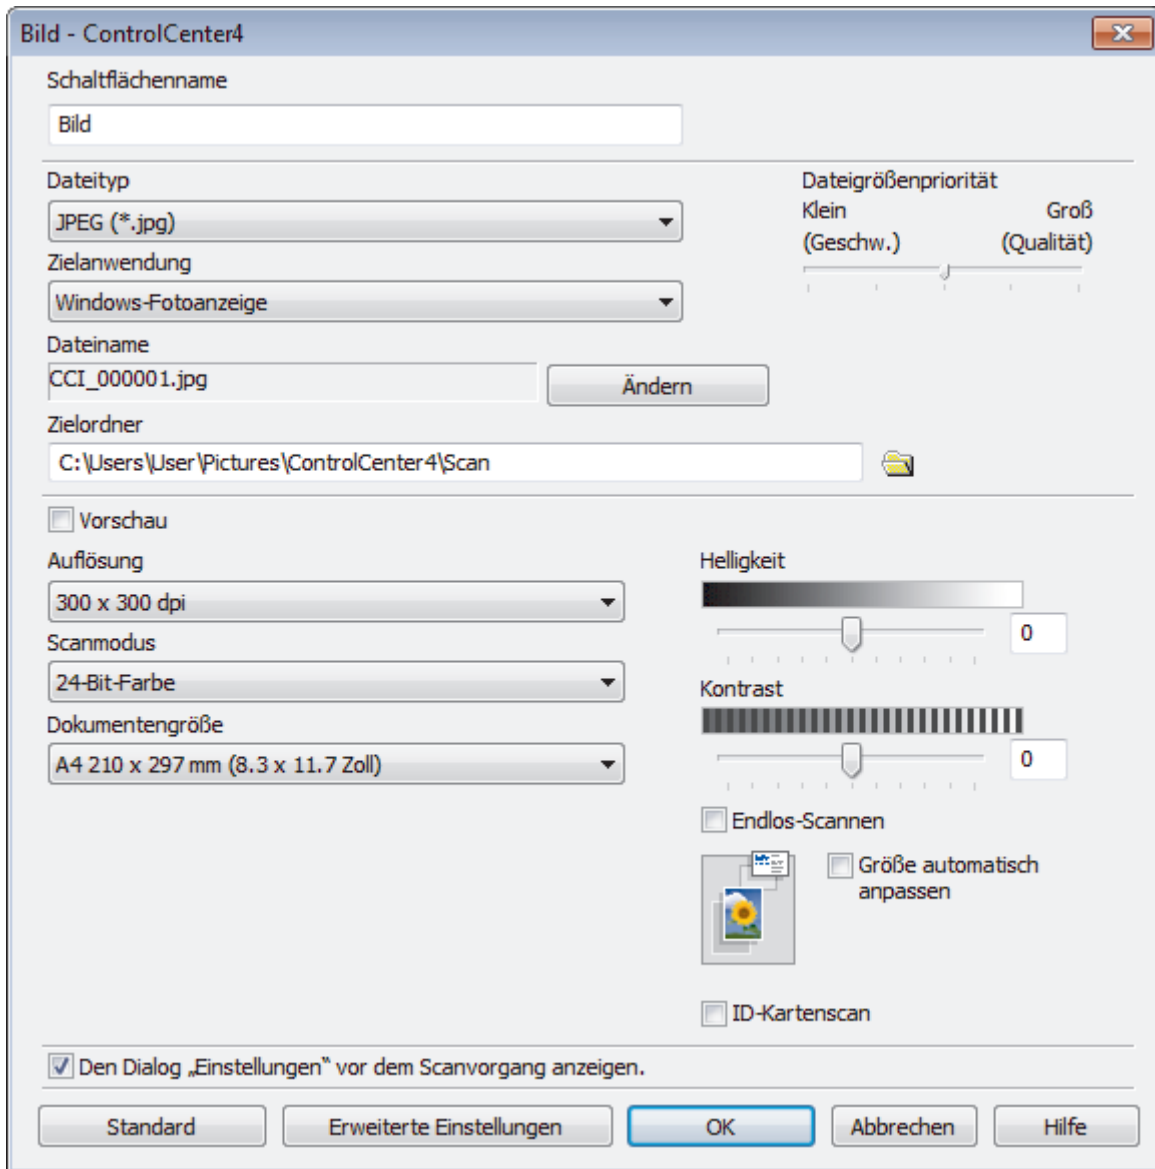 Bild - ControlCenter4
Schaltflächenname
Bild
Dateityp
JPEG (*.jpg)
Zielanwendung
Windows-Fotoanzeige
Dateiname
CCI_000001.jpg
Ändern
Zielordner
C:\Users\User\Pictures\ControlCenter4\Scan
Dateigrößenpriorität
Klein Groß
(Geschw.) (Qualität)
Vorschau
Auflösung
300 x 300 dpi
Scanmodus
24-Bit-Farbe
Dokumentengröße
A4 210 x 297 mm (8.3 x 11.7 Zoll)
Helligkeit
0
Kontrast
0
Endlos-Scannen
Größe automatisch
anpassen
ID-Kartenscan
Den Dialog „Einstellungen“ vor dem Scanvorgang anzeigen.
Standard Erweiterte Einstellungen OK Abbrechen Hilfe